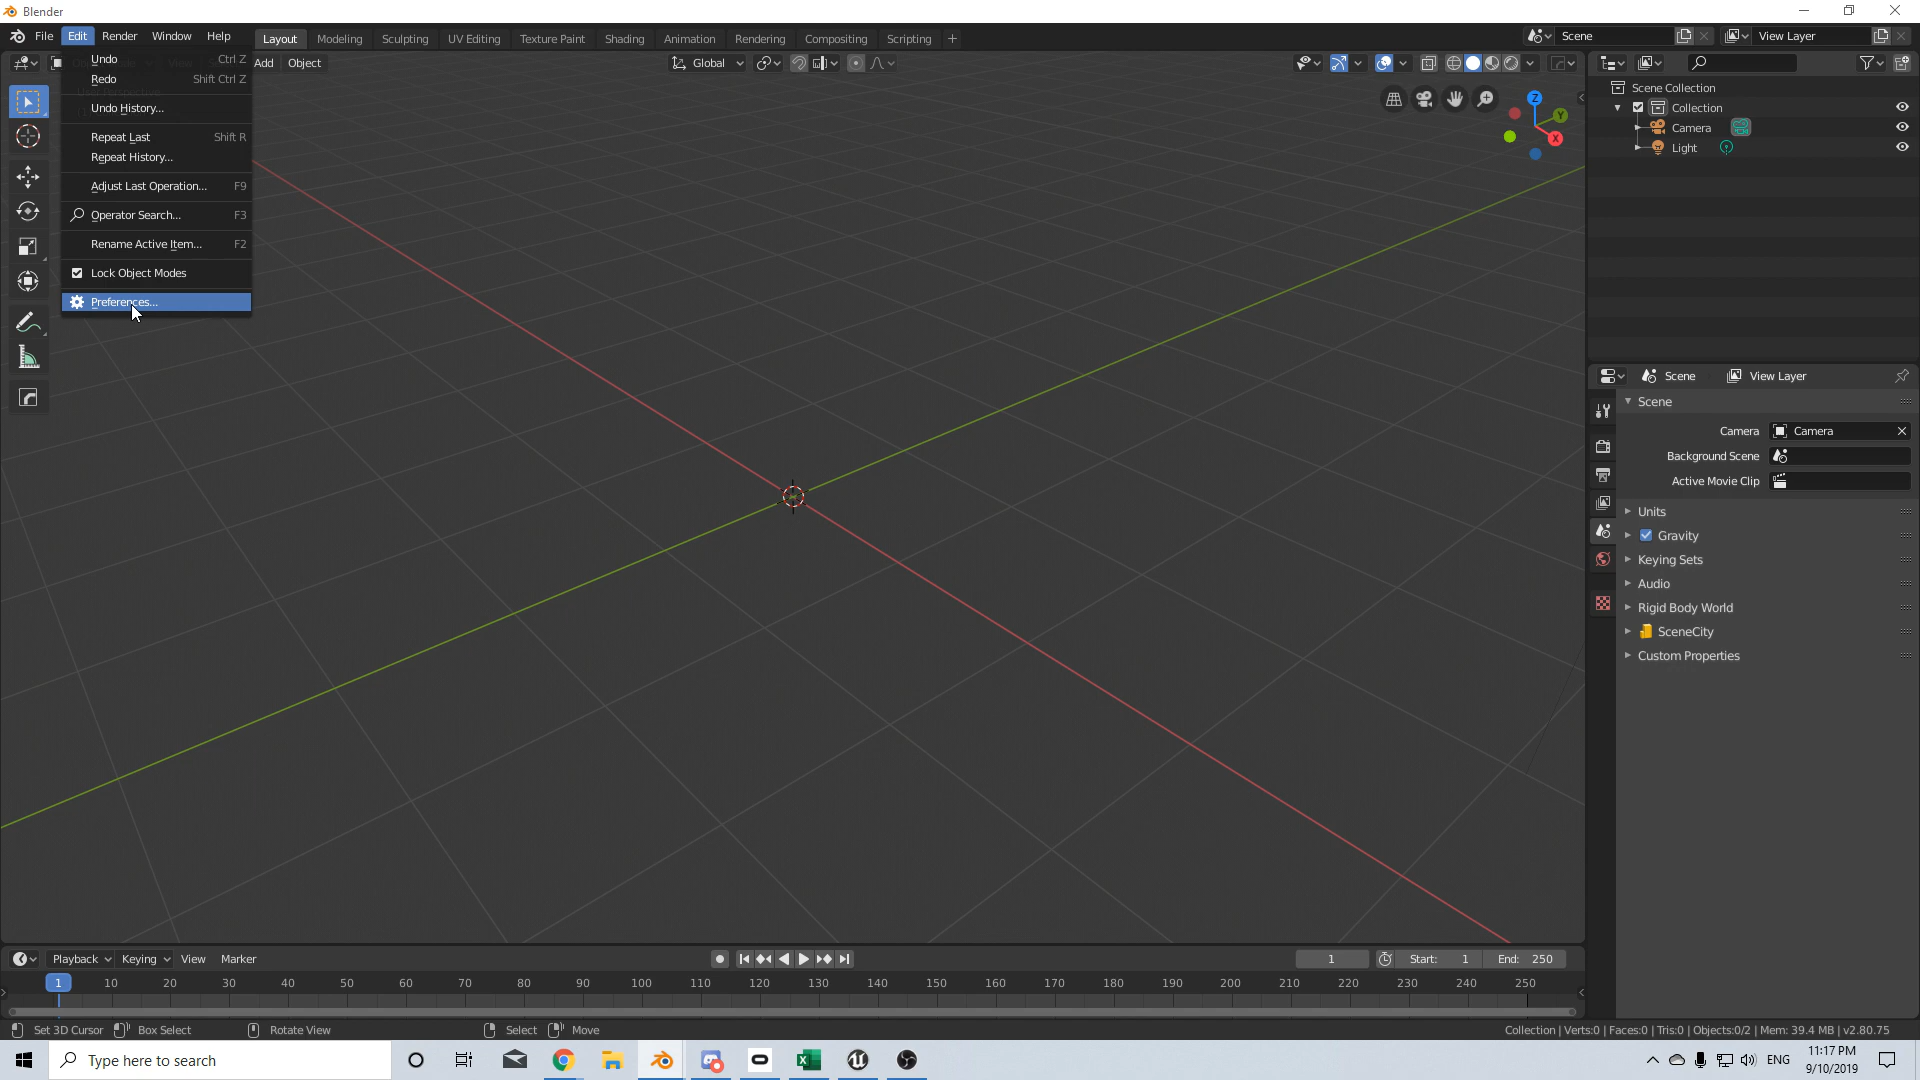 Blender
File Edit Render Window Help Layout Modeling Sculpting UV Editing Texture Paint Shading Animation Rendering Compositing Scripting + Scene View Layer
Add Object Global
Undo Ctrl Z
Redo Shift Ctrl Z
Undo History...
Repeat Last Shift R
Repeat History...
Adjust Last Operation... F9
Operator Search... F3
Rename Active Item... F2
Lock Object Modes
Preferences...
Z
Y
X
Scene Collection
Collection
Camera
Light
Scene View Layer
Scene
Camera Camera
Background Scene
Active Movie Clip
Units
Gravity
Keying Sets
Audio
Rigid Body World
SceneCity
Custom Properties
Playback Keying View Marker 1 Start: 1 End: 250
1 10 20 30 40 50 60 70 80 90 100 110 120 130 140 150 160 170 180 190 200 210 220 230 240 250
Set 3D Cursor Box Select Rotate View Select Move Collection | Verts:0 | Faces:0 | Tris:0 | Objects:0/2 | Mem: 39.4 MB | v2.80.75
Type here to search ENG 11:17 PM
9/10/2019